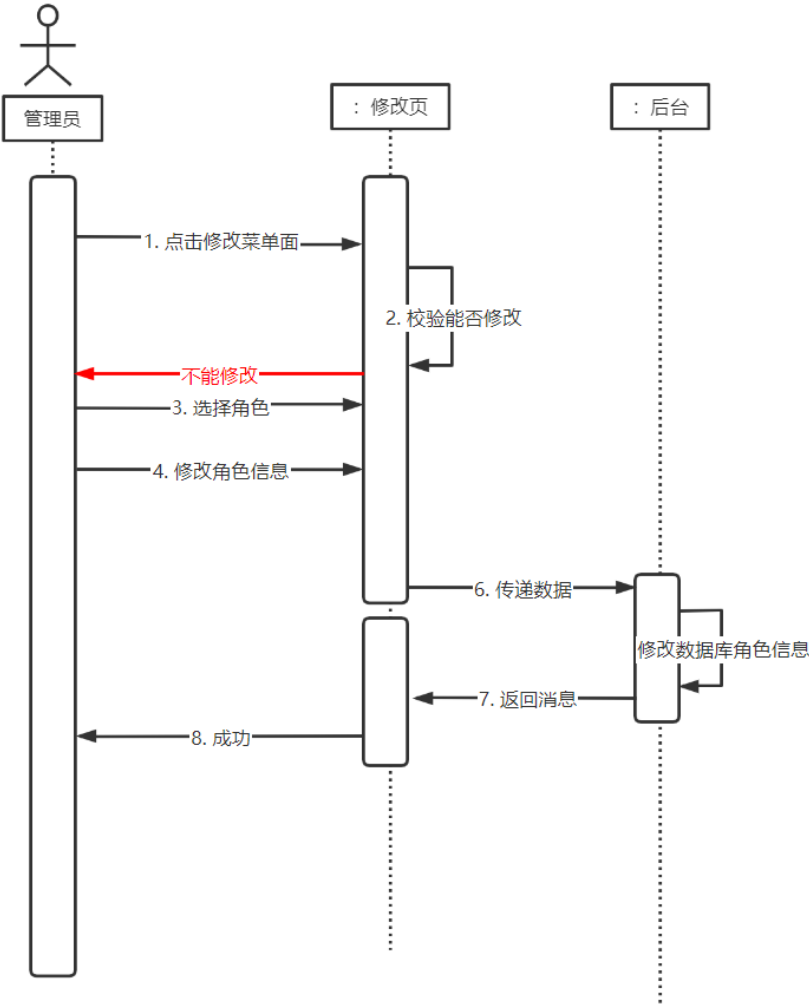 管理员
：修改页
：后台
1. 点击修改菜单面
2. 校验能否修改
不能修改
3. 选择角色
4. 修改角色信息
6. 传递数据
修改数据库角色信息
7. 返回消息
8. 成功